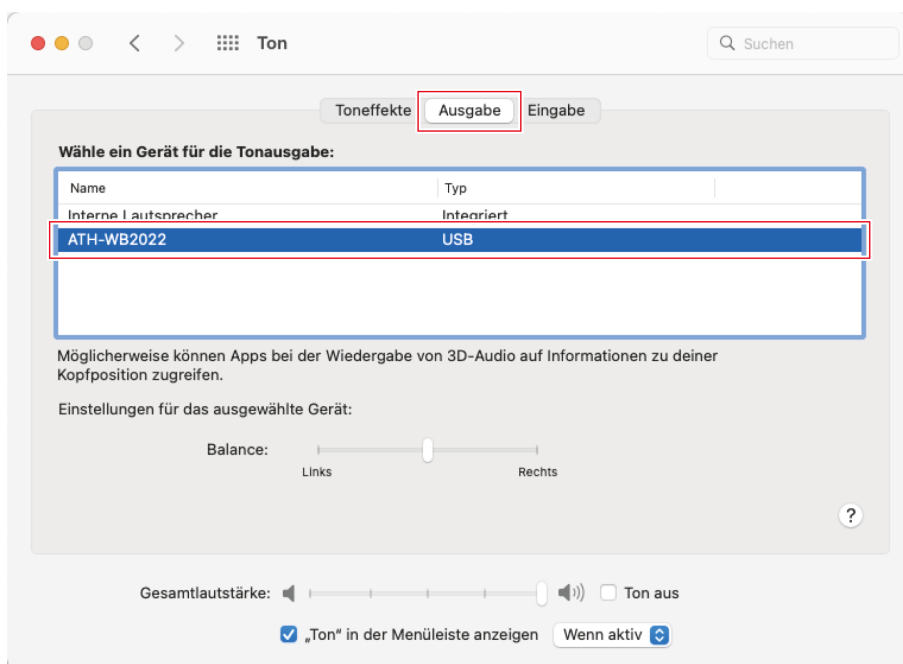 Ton
Suchen
Toneffekte Ausgabe Eingabe
Wähle ein Gerät für die Tonausgabe:
Name Typ
Interne Lautsprecher Integriert
ATH-WB2022 USB
Möglicherweise können Apps bei der Wiedergabe von 3D-Audio auf Informationen zu deiner
Kopfposition zugreifen.
Einstellungen für das ausgewählte Gerät:
Balance:
Links Rechts
?
Gesamtlautstärke: Ton aus
„Ton“ in der Menüleiste anzeigen Wenn aktiv